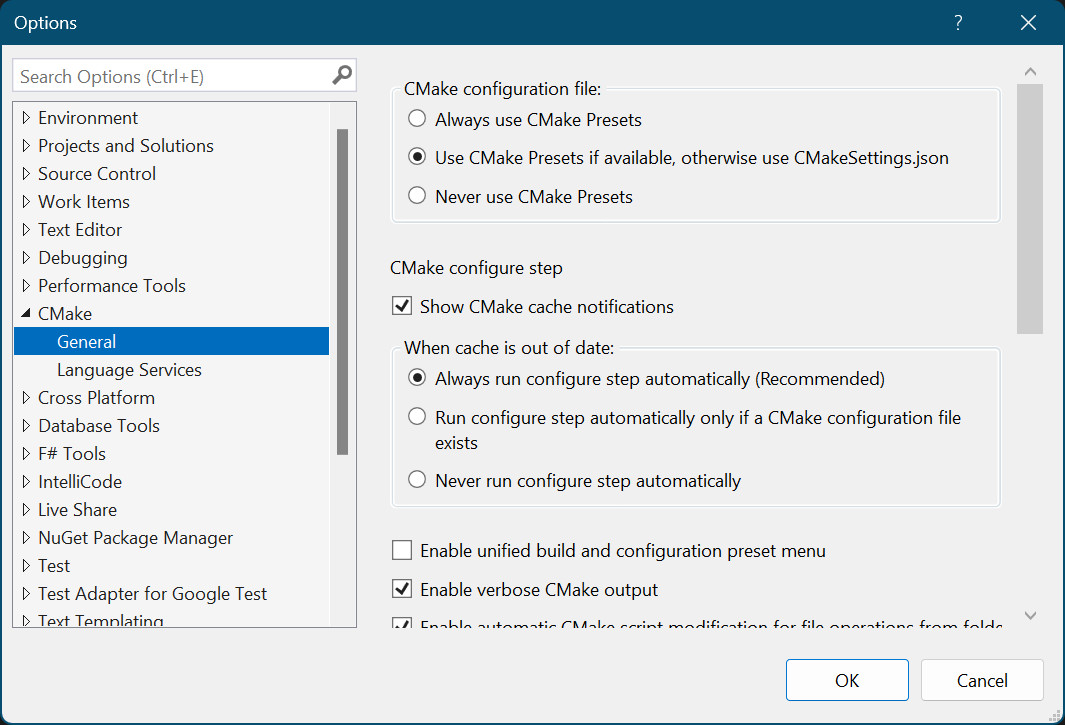 Options
?
Search Options (Ctrl+E)
Environment
Projects and Solutions
Source Control
Work Items
Text Editor
Debugging
Performance Tools
CMake
General
Language Services
Cross Platform
Database Tools
F# Tools
IntelliCode
Live Share
NuGet Package Manager
Test
Test Adapter for Google Test
Text Templating
CMake configuration file:
Always use CMake Presets
Use CMake Presets if available, otherwise use CMakeSettings.json
Never use CMake Presets
CMake configure step
Show CMake cache notifications
When cache is out of date:
Always run configure step automatically (Recommended)
Run configure step automatically only if a CMake configuration file
exists
Never run configure step automatically
Enable unified build and configuration preset menu
Enable verbose CMake output
Enable automatic CMake script modification for file operations from folde
OK
Cancel